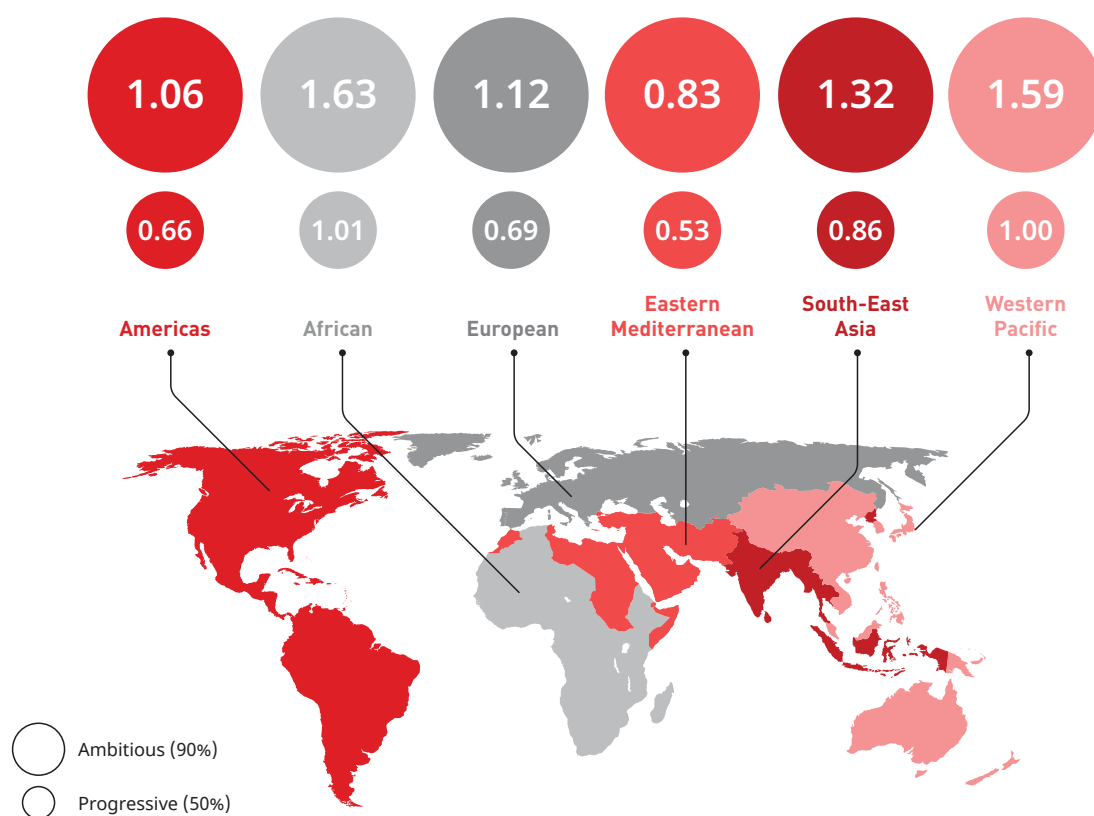 1.06 1.63 1.12 0.83 1.32 1.59
0.66 1.01 0.69 0.53 0.86 1.00
Americas
African
European
Eastern
Mediterranean
South-East
Asia
Western
Pacific
Ambitious (90%)
Progressive (50%)